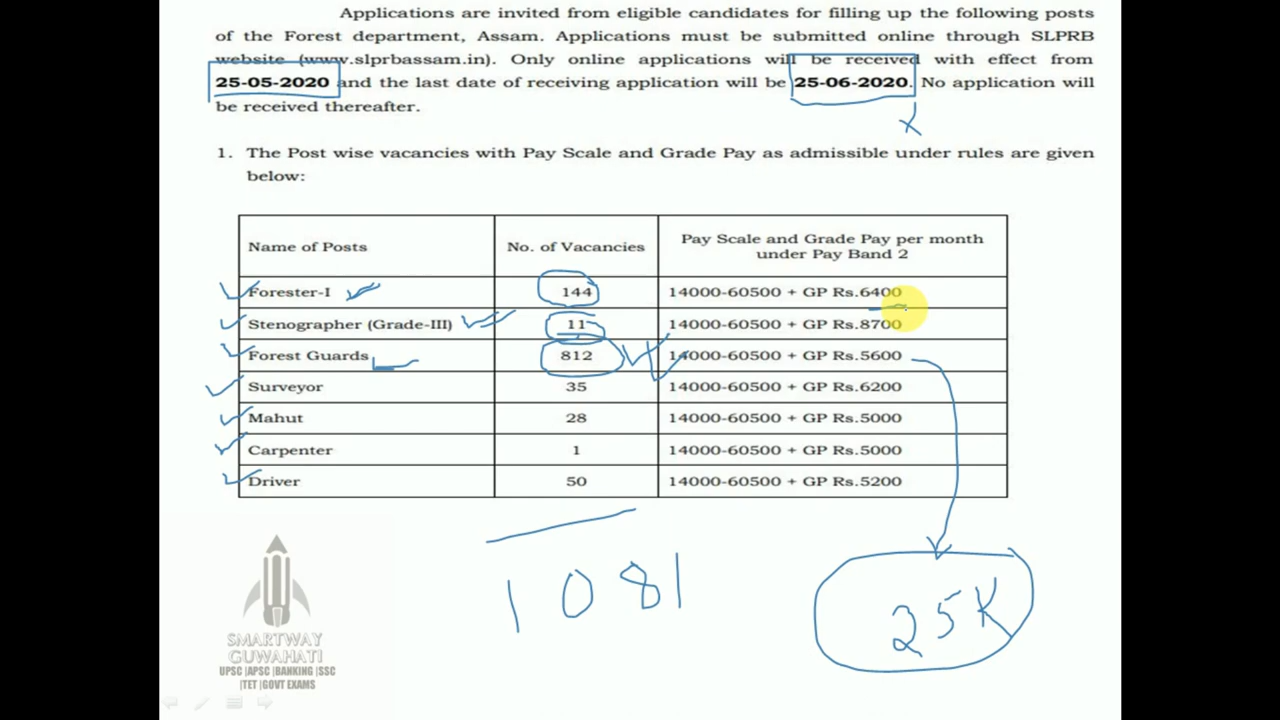 Applications are invited from eligible candidates for filling up the following posts
of the Forest department, Assam. Applications must be submitted online through SLPRB
website (www.slprbassam.in). Only online applications will be received with effect from
25-05-2020 and the last date of receiving application will be 25-06-2020. No application will
be received thereafter.
1. The Post wise vacancies with Pay Scale and Grade Pay as admissible under rules are given
below:
Name of Posts No. of Vacancies Pay Scale and Grade Pay per month
under Pay Band 2
Forester-I 144 14000-60500 + GP Rs.6400
Stenographer (Grade-III) 11 14000-60500 + GP Rs.8700
Forest Guards 812 14000-60500 + GP Rs.5600
Surveyor 35 14000-60500 + GP Rs.6200
Mahut 28 14000-60500 + GP Rs.5000
Carpenter 1 14000-60500 + GP Rs.5000
Driver 50 14000-60500 + GP Rs.5200
1081
25K
SMARTWAY
GUWAHATI
UPSC |APSC |BANKING |SSC
|TET |GOVT EXAMS